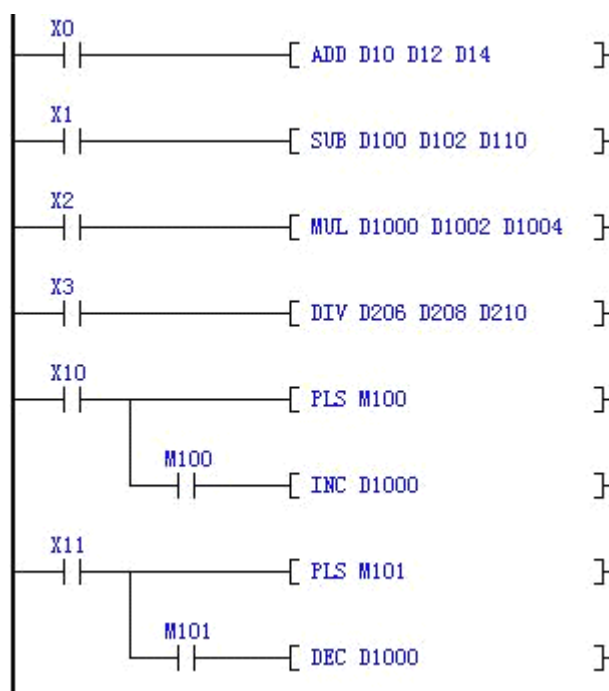 X0
ADD D10 D12 D14
X1
SUB D100 D102 D110
X2
MUL D1000 D1002 D1004
X3
DIV D206 D208 D210
X10
PLS M100
M100
INC D1000
X11
PLS M101
M101
DEC D1000